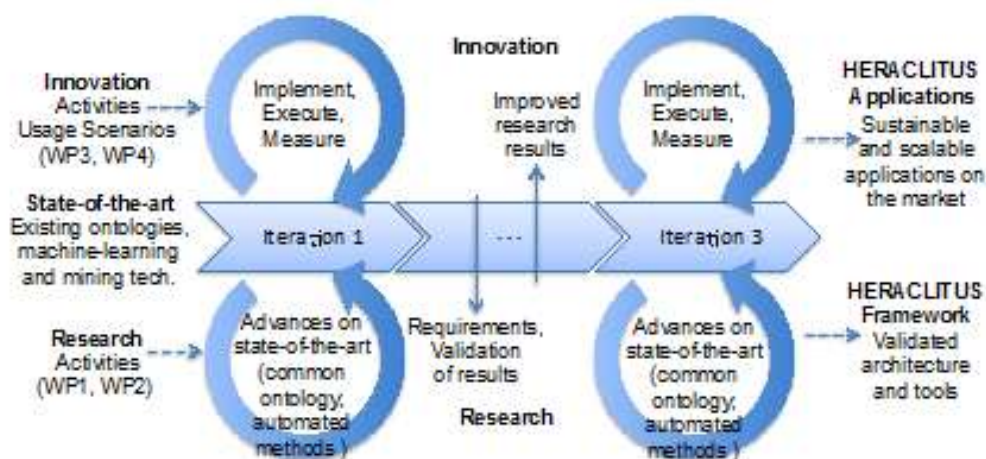 Innovation
Activities
Usage Scenarios
(WP3, WP4)
State-of-the-art
Existing ontologies,
machine-learning
and mining tech.
Research
Activities
(WP1, WP2)
Implement,
Execute,
Measure
Iteration 1
Advances on
state-of-the-art
(common
ontology,
automated
methods )
Innovation
Improved
research
results
...
Requirements,
Validation
of results
Research
Implement,
Execute,
Measure
Iteration 3
Advances on
state-of-the-art
(common
ontology,
automated
methods )
HERACLITUS
Applications
Sustainable
and scalable
applications on
the market
HERACLITUS
Framework
Validated
architecture
and tools